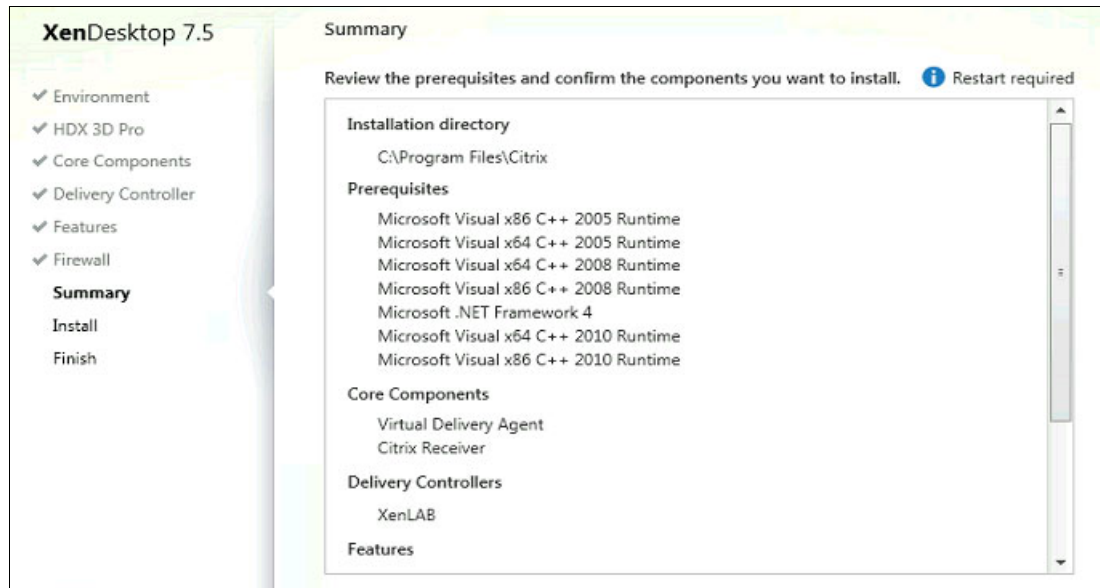 XenDesktop 7.5
Environment
HDX 3D Pro
Core Components
Delivery Controller
Features
Firewall
Summary
Install
Finish
Summary
Review the prerequisites and confirm the components you want to install. Restart required
Installation directory
C:\Program Files\Citrix
Prerequisites
Microsoft Visual x86 C++ 2005 Runtime
Microsoft Visual x64 C++ 2005 Runtime
Microsoft Visual x64 C++ 2008 Runtime
Microsoft Visual x86 C++ 2008 Runtime
Microsoft .NET Framework 4
Microsoft Visual x64 C++ 2010 Runtime
Microsoft Visual x86 C++ 2010 Runtime
Core Components
Virtual Delivery Agent
Citrix Receiver
Delivery Controllers
XenLAB
Features